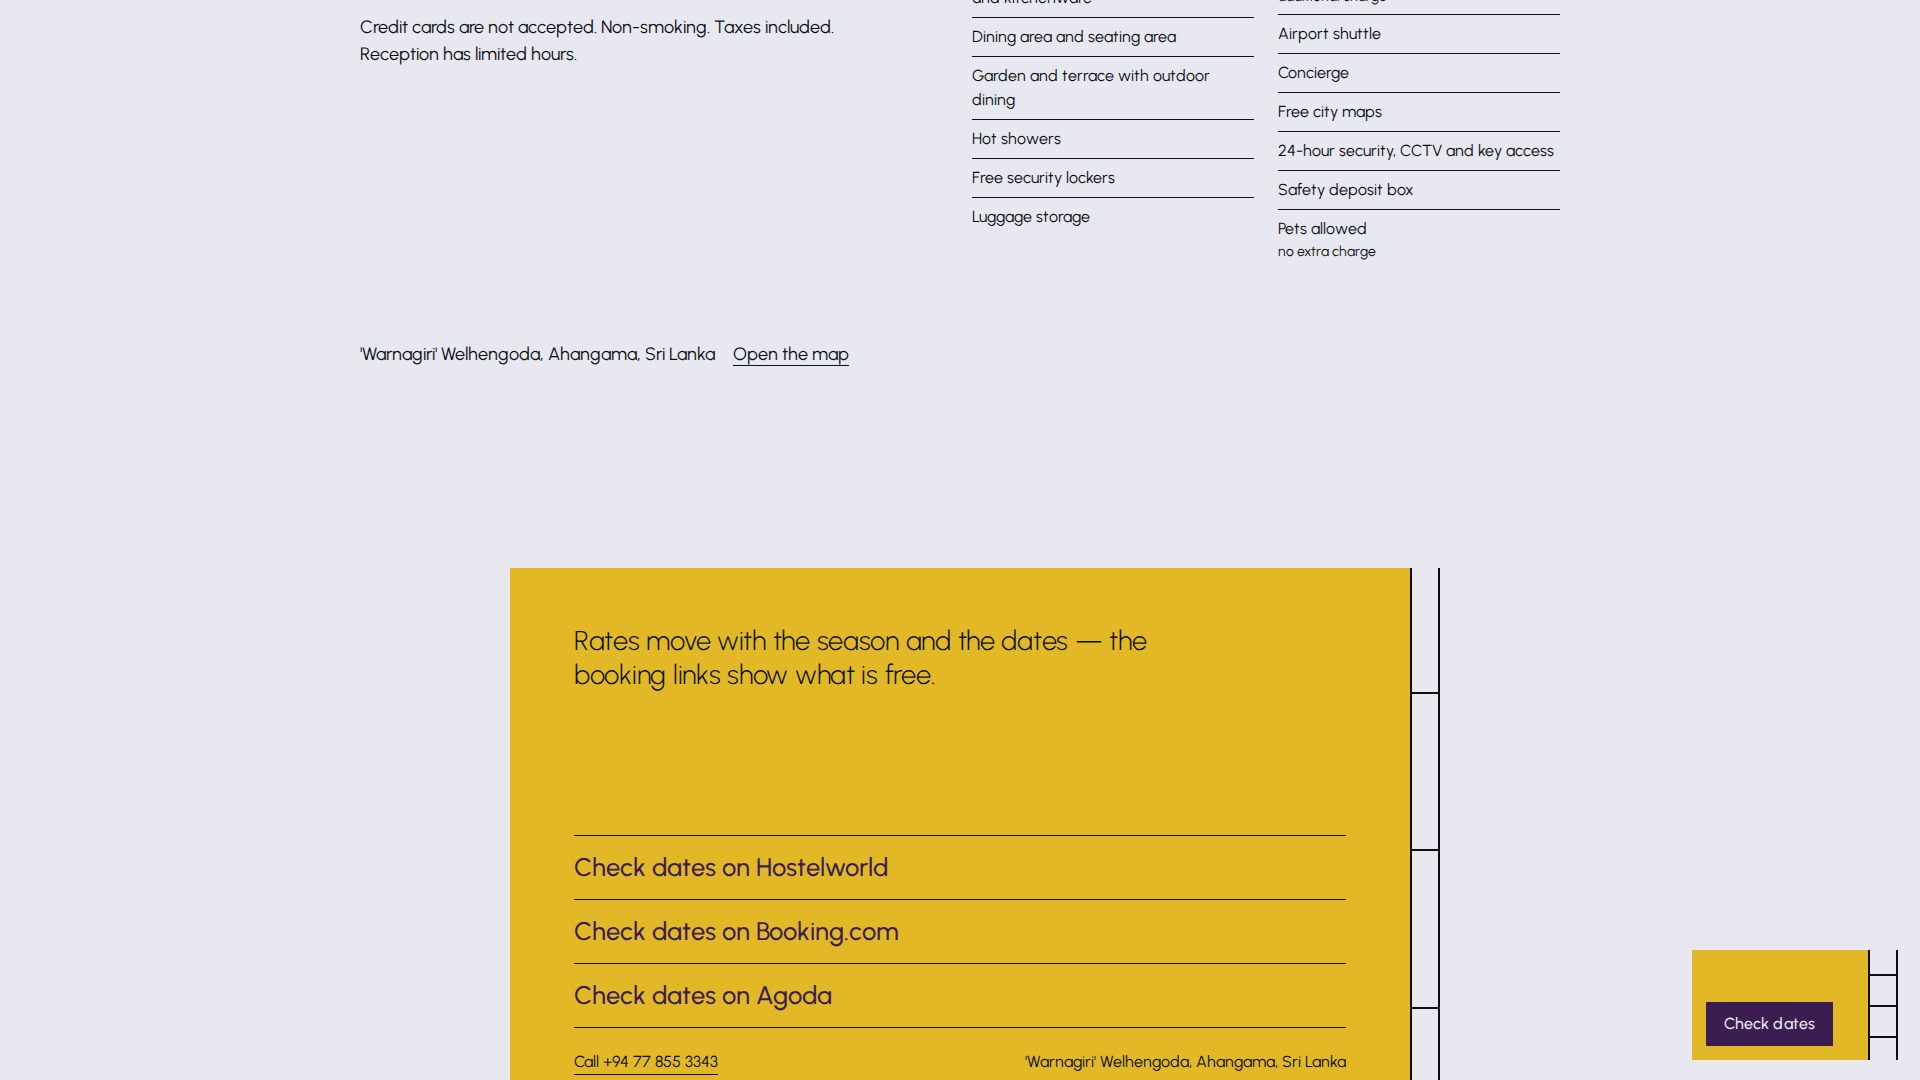 Credit cards are not accepted. Non-smoking. Taxes included.
Reception has limited hours.
and kitchenware
Dining area and seating area
Garden and terrace with outdoor
dining
Hot showers
Free security lockers
Luggage storage
additional charge
Airport shuttle
Concierge
Free city maps
24-hour security, CCTV and key access
Safety deposit box
Pets allowed
no extra charge
'Warnagiri' Welhengoda, Ahangama, Sri Lanka Open the map
Rates move with the season and the dates — the
booking links show what is free.
Check dates on Hostelworld
Check dates on Booking.com
Check dates on Agoda
Call +94 77 855 3343
'Warnagiri' Welhengoda, Ahangama, Sri Lanka
Check dates